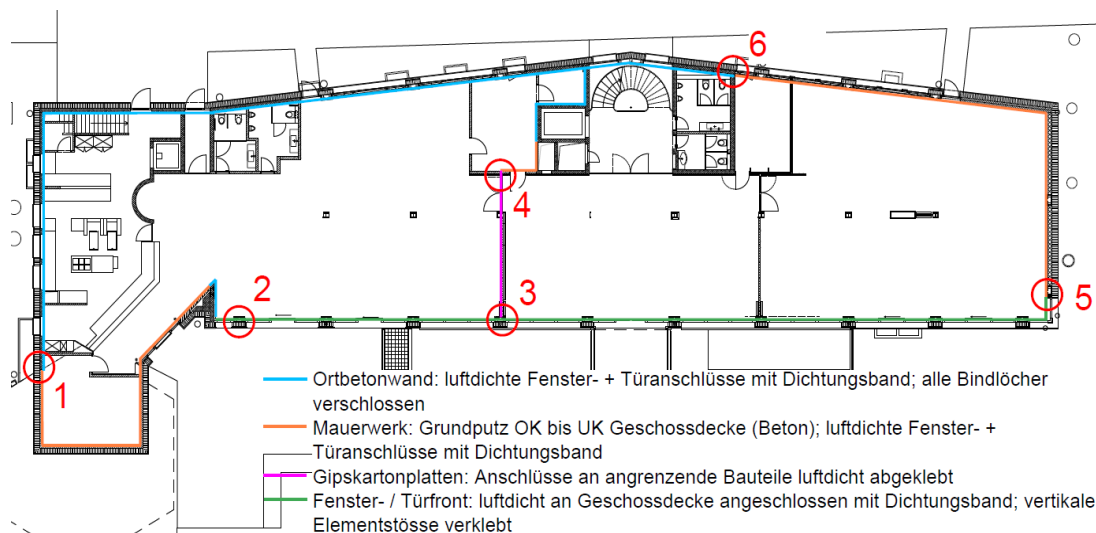 6
4
2
3
5
1
Ortbetonwand: luftdichte Fenster- + Türanschlüsse mit Dichtungsband; alle Bindlöcher
verschlossen
Mauerwerk: Grundputz OK bis UK Geschossdecke (Beton); luftdichte Fenster- +
Türanschlüsse mit Dichtungsband
Gipskartonplatten: Anschlüsse an angrenzende Bauteile luftdicht abgeklebt
Fenster- / Türfront: luftdicht an Geschossdecke angeschlossen mit Dichtungsband; vertikale
Elementstösse verklebt